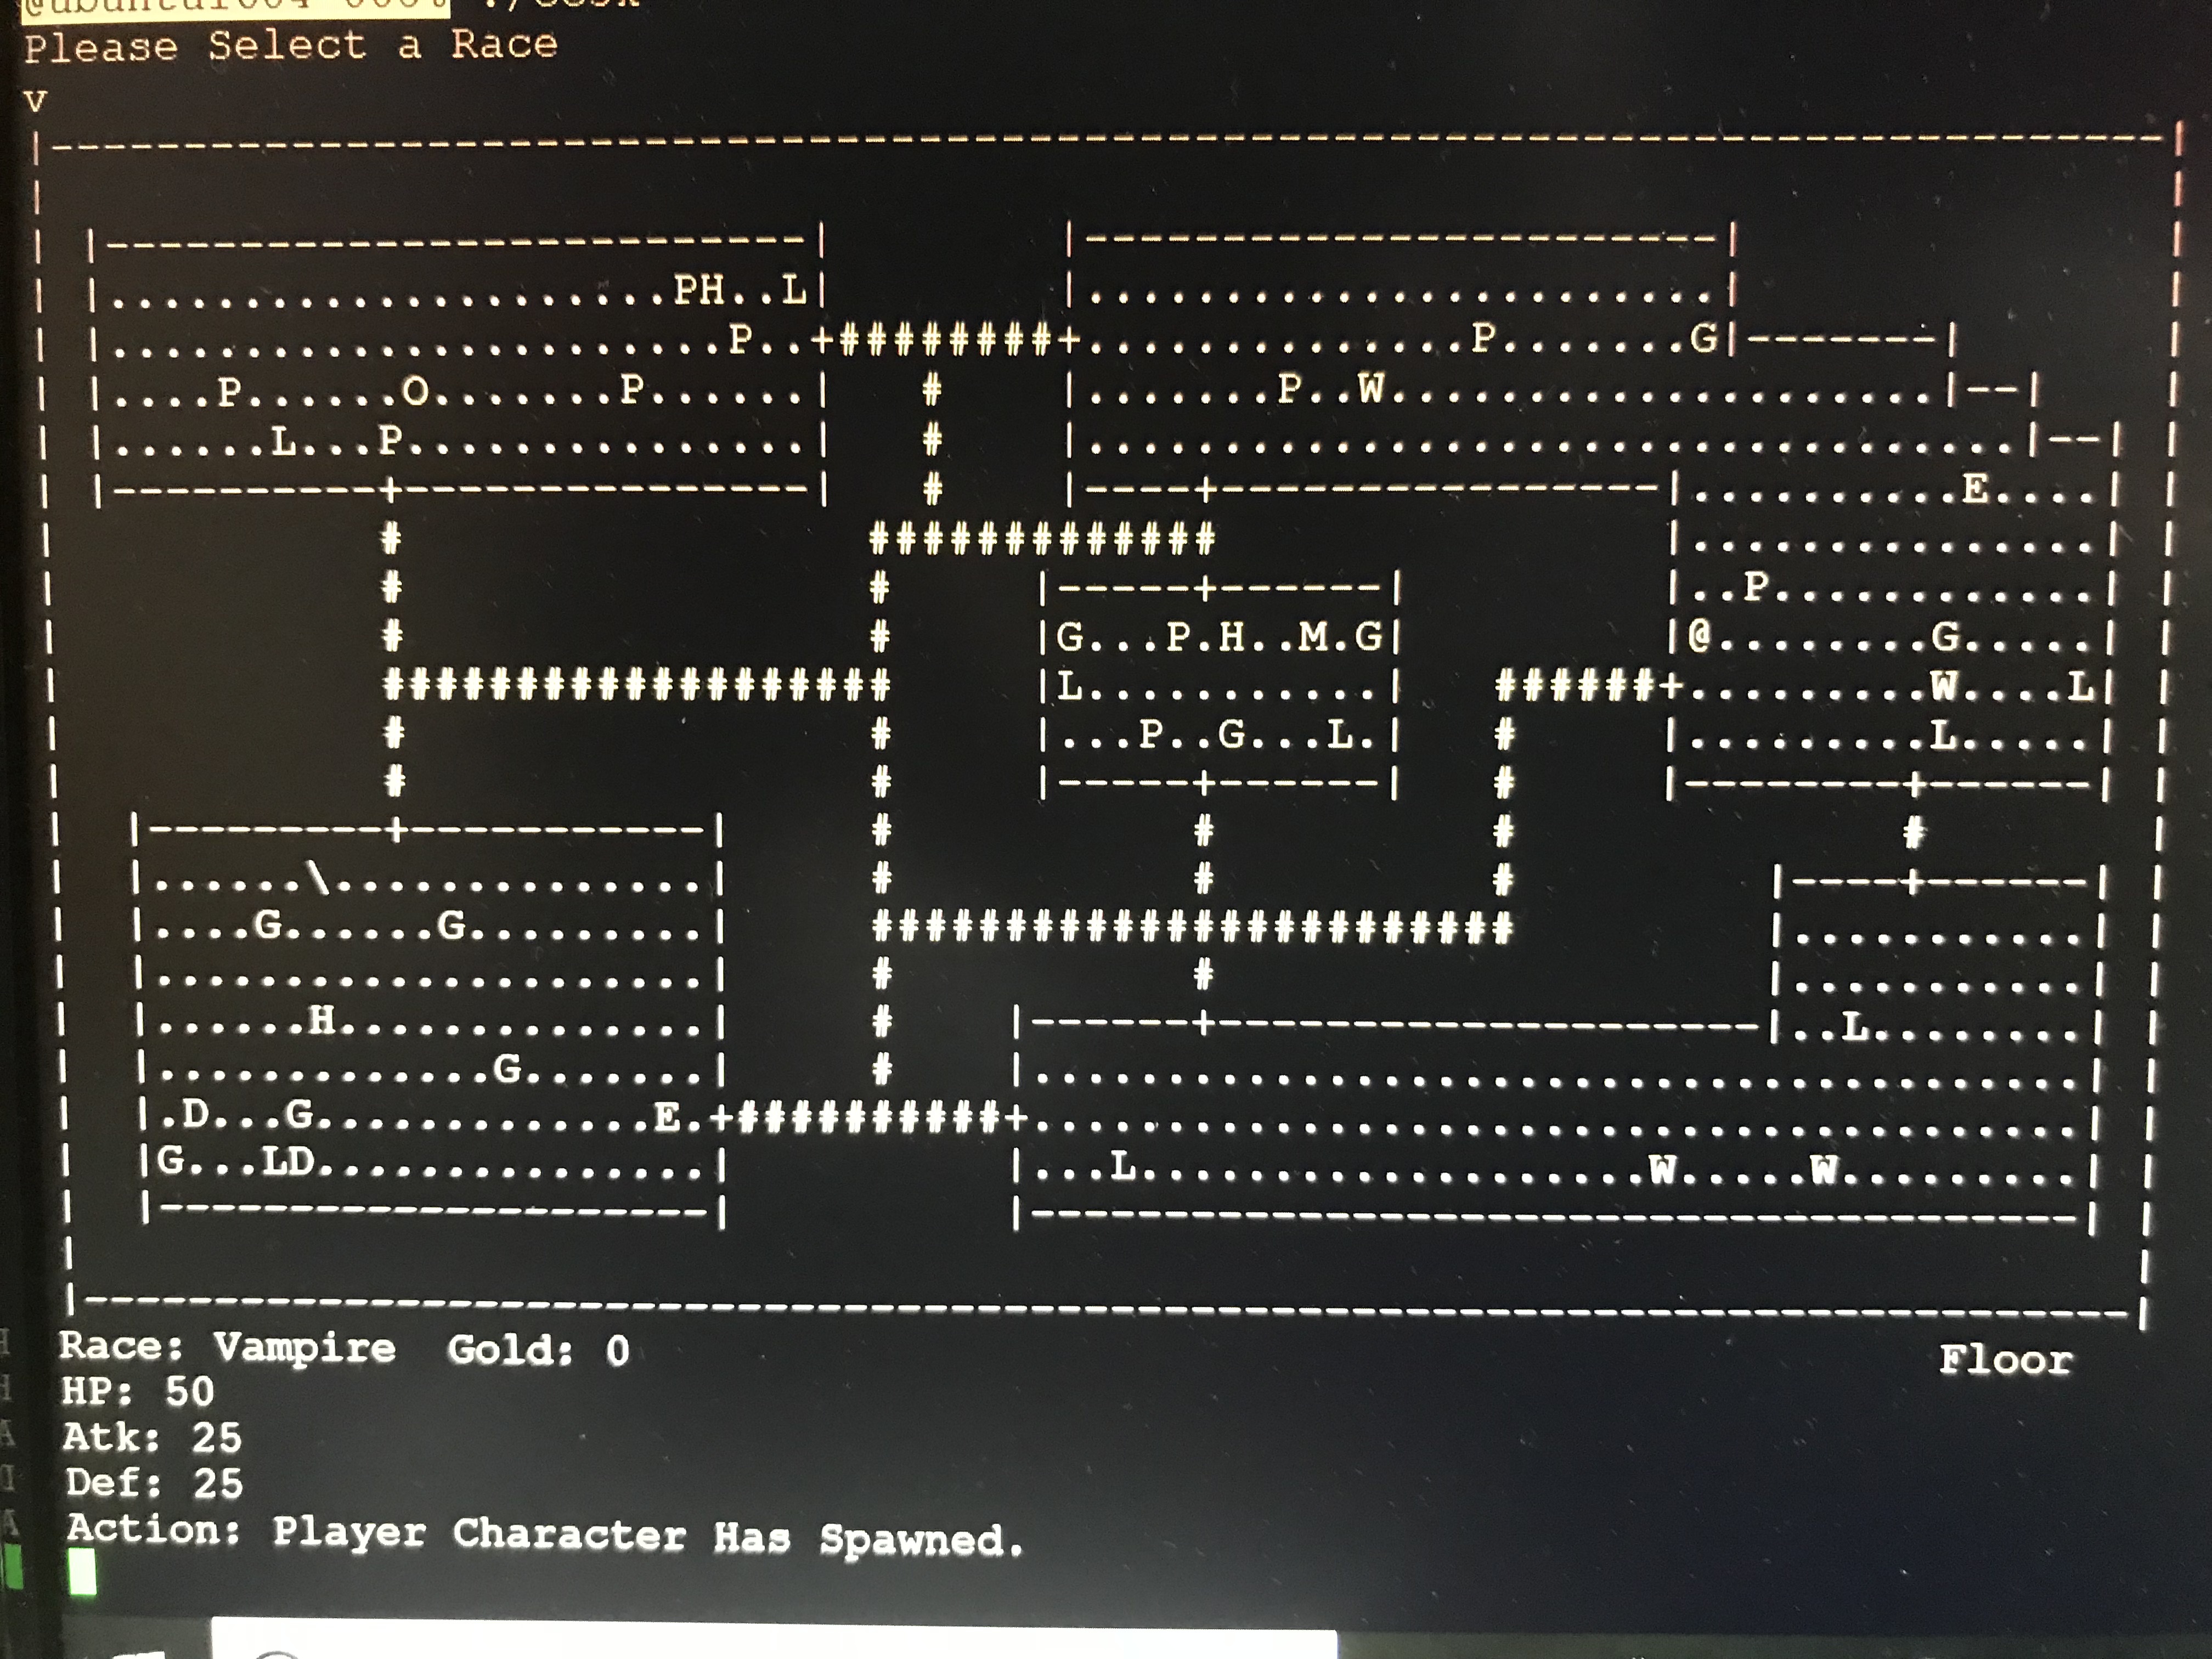 Please Select a Race
v
|-----------------------------------------------------------------------------|
|                                                                             |
| |--------------------------|        |-----------------------|               |
| |.....................PH..L|        |.......................|               |
| |.......................P..+########+..............P.......G|-------|       |
| |....P......O.......P......|   #    |.......P..W....................|--|    |
| |......L...P...............|   #    |..................................|--| |
| |----------+---------------|   #    |----+----------------|..........E....| |
|            #                 #############                |...............| |
|            #                 #     |-----+------|         |..P............| |
|            #                 #     |G...P.H..M.G|         |@........G.....| |
|            ###################     |L...........|   ######+.........W....L| |
|            #                 #     |...P..G...L.|   #     |.........L.....| |
|            #                 #     |-----+------|   #     |--------+------| |
|  |---------+-----------|     #           #          #              #        |
|  |......\..............|     #           #          #         |----+------| |
|  |....G......G.........|     ########################         |...........| |
|  |.....................|     #           #                    |...........| |
|  |......H..............|     #    |------+--------------------|..L........| |
|  |.............G.......|     #    |.......................................| |
|  |.D...G.............E.+##########+.......................................| |
|  |G...LD...............|          |...L...................W.....W.........| |
|  |---------------------|          |---------------------------------------| |
|                                                                             |
|-----------------------------------------------------------------------------|
Race: Vampire  Gold: 0                                                Floor
HP: 50
Atk: 25
Def: 25
Action: Player Character Has Spawned.